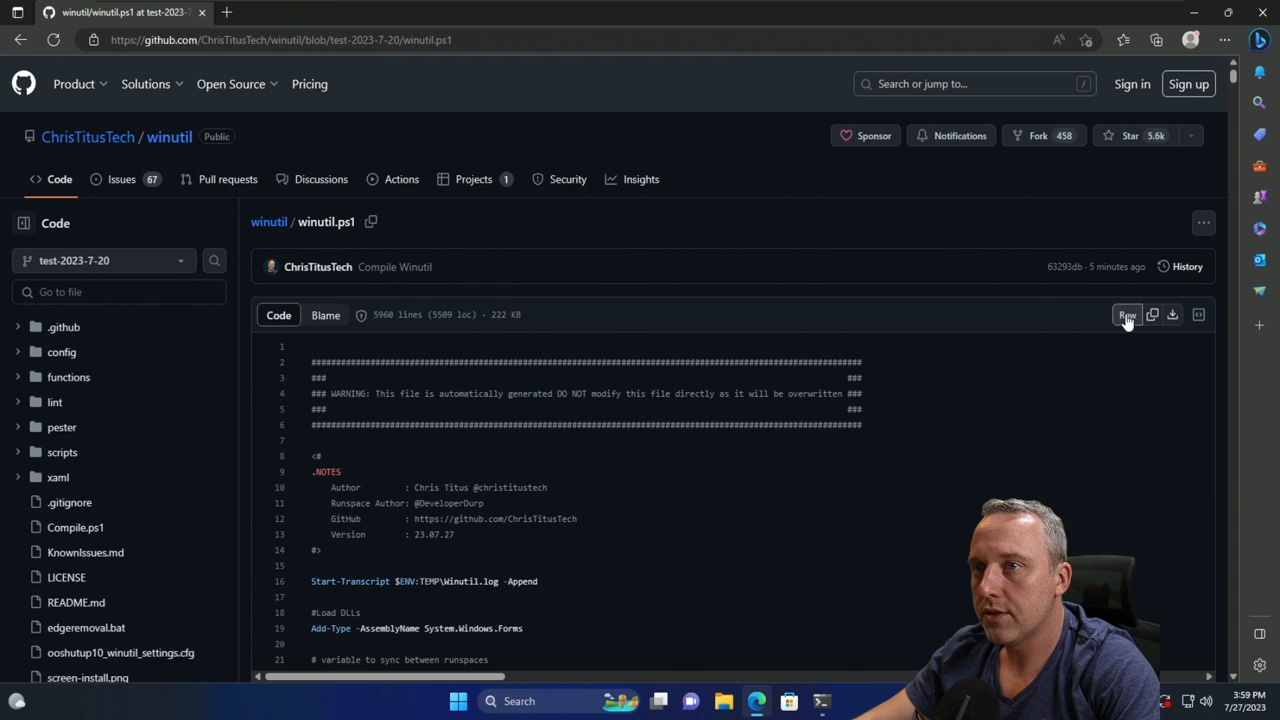 winutil/winutil.ps1 at test-2023-7-
https://github.com/ChrisTitusTech/winutil/blob/test-2023-7-20/winutil.ps1
Product
Solutions
Open Source
Pricing
Search or jump to...
/
Sign in
Sign up
ChrisTitusTech / winutil
Public
Sponsor
Notifications
Fork 458
Star 5.6k
Code
Issues 67
Pull requests
Discussions
Actions
Projects 1
Security
Insights
Code
test-2023-7-20
Go to file
.github
config
functions
lint
pester
scripts
xaml
.gitignore
Compile.ps1
KnownIssues.md
LICENSE
README.md
edgeremoval.bat
ooshutup10_winutil_settings.cfg
screen-install.png
winutil / winutil.ps1
ChrisTitusTech Compile Winutil
63293db · 5 minutes ago
History
Code
Blame
5960 lines (5509 loc) · 222 KB
Raw
1
2 ################################################################################################################
3 ### ###
4 ### WARNING: This file is automatically generated DO NOT modify this file directly as it will be overwritten ###
5 ### ###
6 ################################################################################################################
7
8 <#
9 .NOTES
10 Author : Chris Titus @christitustech
11 Runspace Author: @DeveloperDurp
12 GitHub : https://github.com/ChrisTitusTech
13 Version : 23.07.27
14 #>
15
16 Start-Transcript $ENV:TEMP\Winutil.log -Append
17
18 #Load DLLs
19 Add-Type -AssemblyName System.Windows.Forms
20
21 # variable to sync between runspaces
Search
3:59 PM
7/27/2023